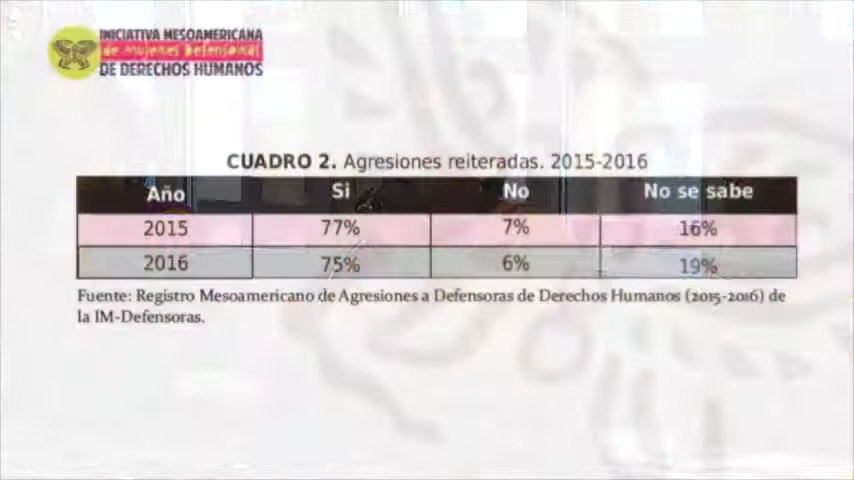 INICIATIVA MESOAMERICANA
de Mujeres Defensoras
DE DERECHOS HUMANOS
CUADRO 2. Agresiones reiteradas. 2015-2016
Año Si No No se sabe
2015 77% 7% 16%
2016 75% 6% 19%
Fuente: Registro Mesoamericano de Agresiones a Defensoras de Derechos Humanos (2015-2016) de
la IM-Defensoras.